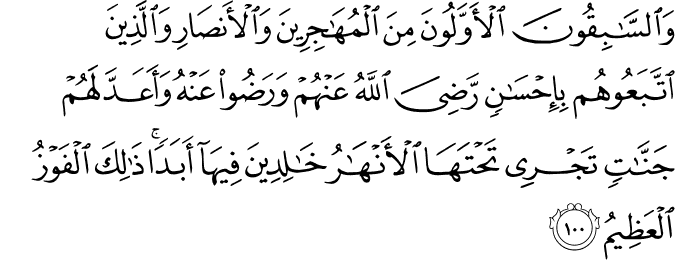 وَٱلسَّـٰبِقُونَ ٱلْأَوَّلُونَ مِنَ ٱلْمُهَـٰجِرِينَ وَٱلْأَنصَارِ وَٱلَّذِينَ
ٱتَّبَعُوهُم بِإِحْسَـٰنٍ رَّضِىَ ٱللَّهُ عَنْهُمْ وَرَضُوا۟ عَنْهُ وَأَعَدَّ لَهُمْ
جَنَّـٰتٍ تَجْرِى تَحْتَهَا ٱلْأَنْهَـٰرُ خَـٰلِدِينَ فِيهَآ أَبَدًا ۚ ذَٰلِكَ ٱلْفَوْزُ
ٱلْعَظِيمُ ١٠٠